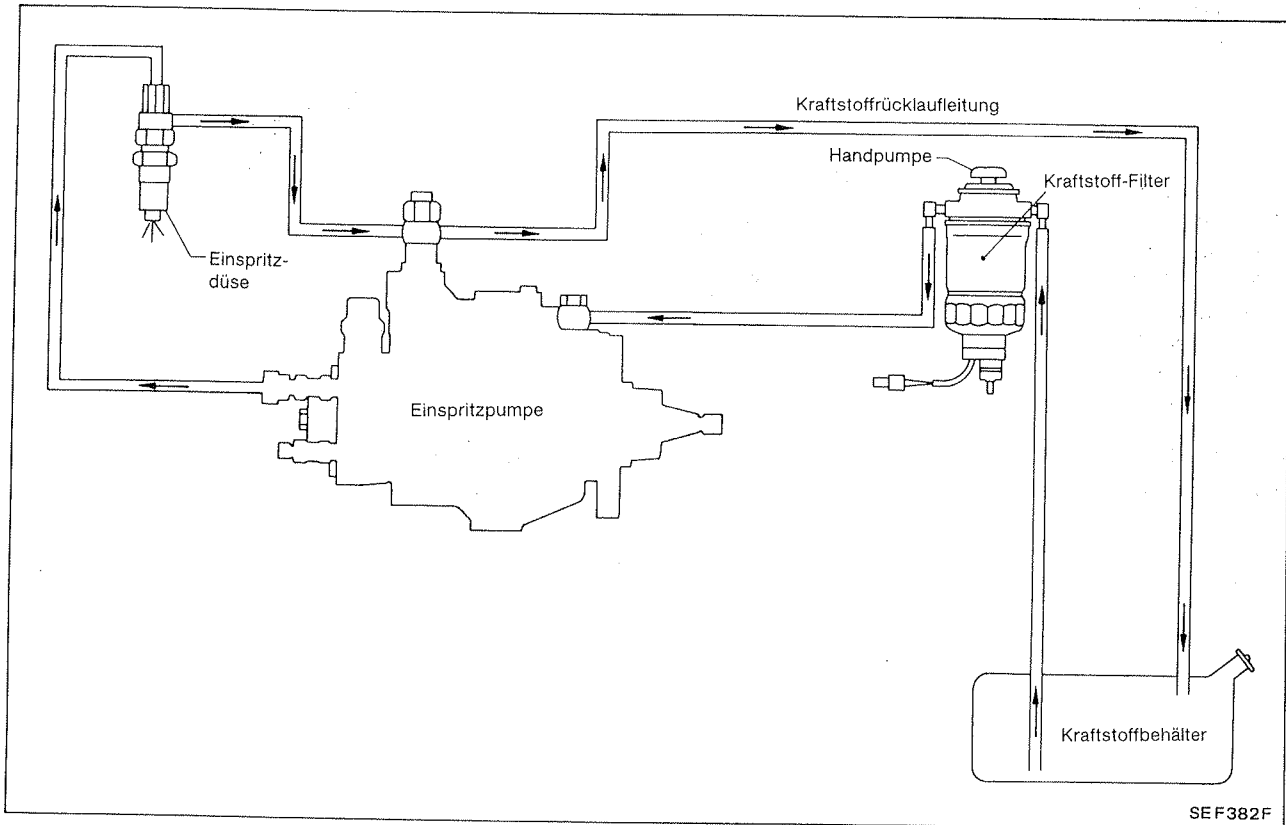 Kraftstoffrücklaufleitung
Handpumpe
Kraftstoff-Filter
Einspritz-
düse
Einspritzpumpe
Kraftstoffbehälter
SEF382F